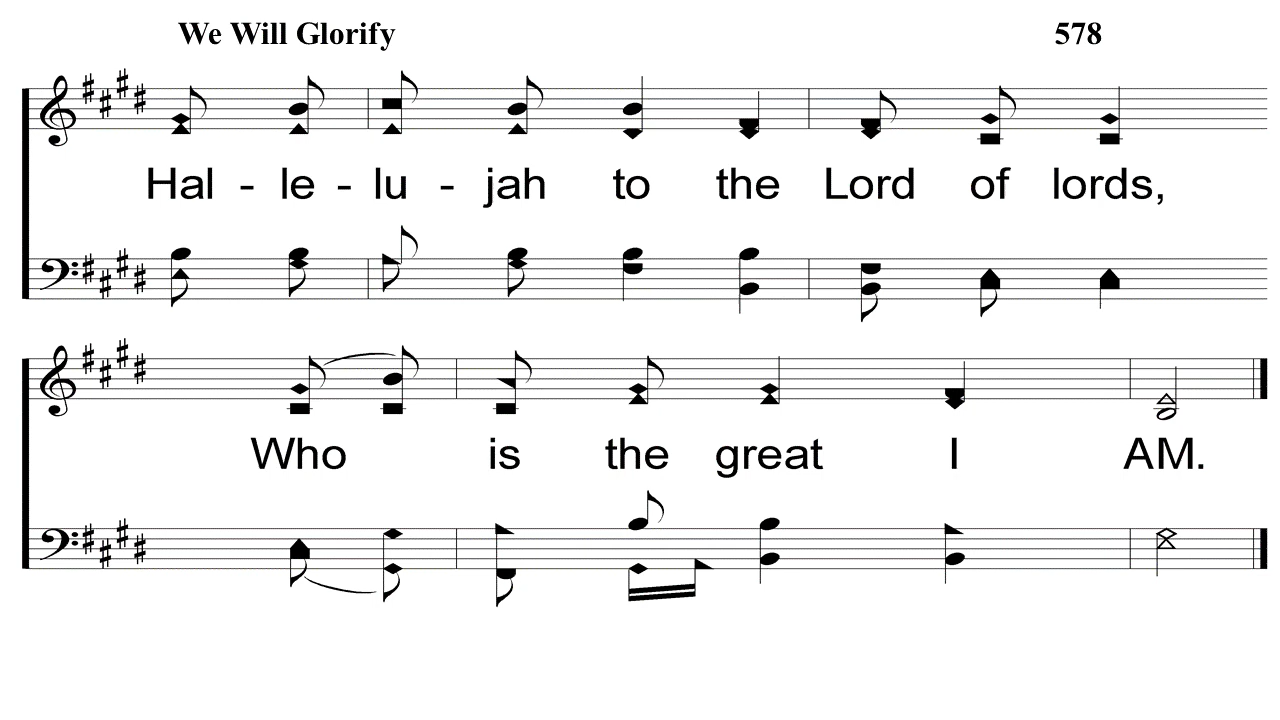 We Will Glorify 578
Hal - le - lu - jah to the Lord of lords,
Who is the great I AM.